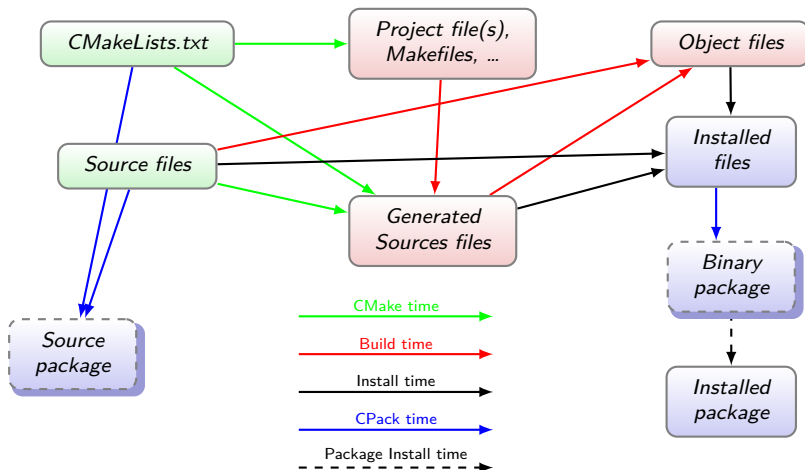 CMakeLists.txt
Project file(s),
Makefiles, ...
Object files
Source files
Installed
files
Generated
Sources files
Binary
package
Source
package
Installed
package
CMake time
Build time
Install time
CPack time
Package Install time